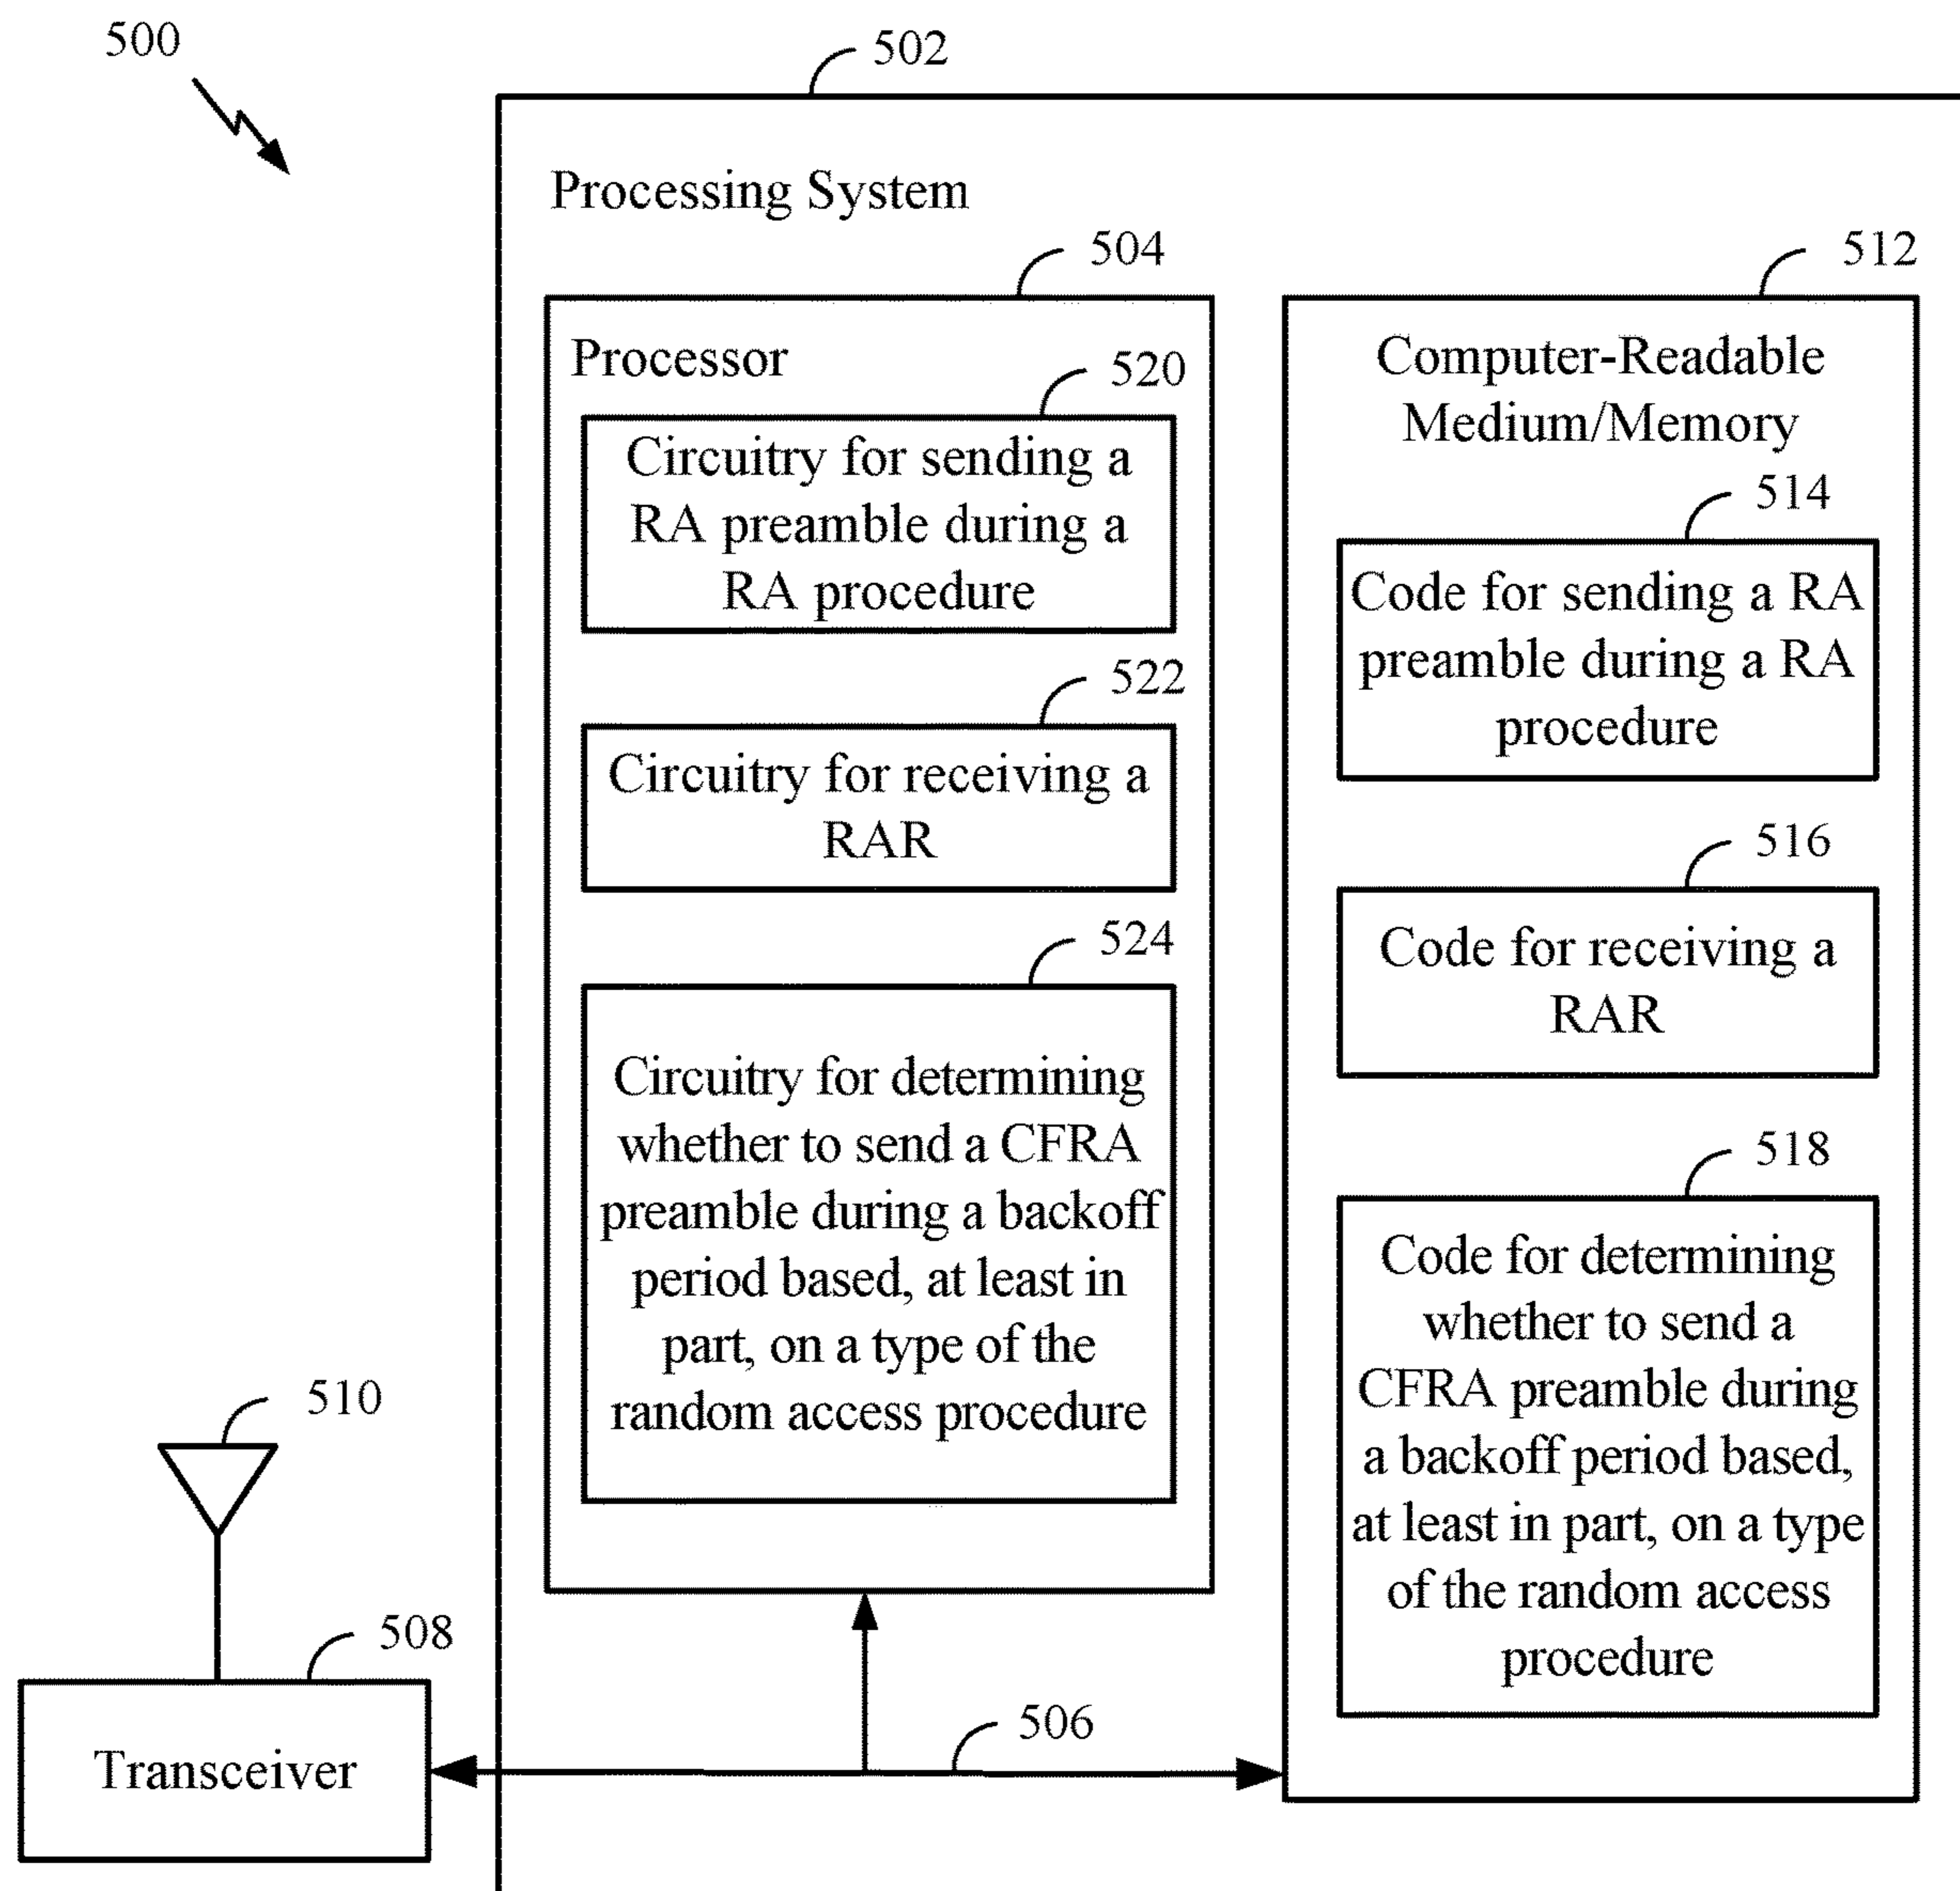 500
502
Processing System
504
Processor
520
Circuitry for sending a
RA preamble during a
RA procedure
522
Circuitry for receiving a
RAR
524
Circuitry for determining
whether to send a CFRA
preamble during a backoff
period based, at least in
part, on a type of the
random access procedure
512
Computer-Readable
Medium/Memory
514
Code for sending a RA
preamble during a RA
procedure
516
Code for receiving a
RAR
518
Code for determining
whether to send a
CFRA preamble during
a backoff period based,
at least in part, on a type
of the random access
procedure
510
508
Transceiver
506